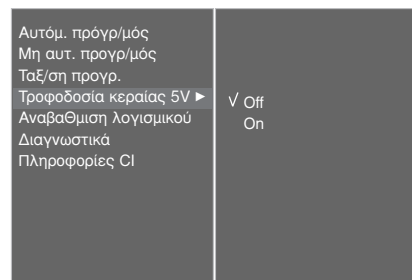 Αυτόμ. πρόγρ/μός
Μη αυτ. προγρ/μός
Ταξ/ση προγρ.
Τροφοδοσία κεραίας 5V ►
√ Off
ΑναβαΘμιση λογισμικού
On
Διαγνωστικά
Πληροφορίες CI